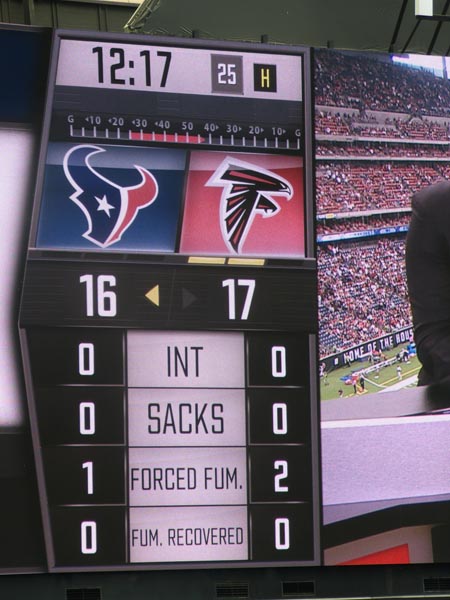 12:17 25 H
G 10 20 30 40 50 40 30 20 10 G
16 17
0 INT 0
0 SACKS 0
1 FORCED FUM. 2
0 FUM. RECOVERED 0
HOME OF THE HOU